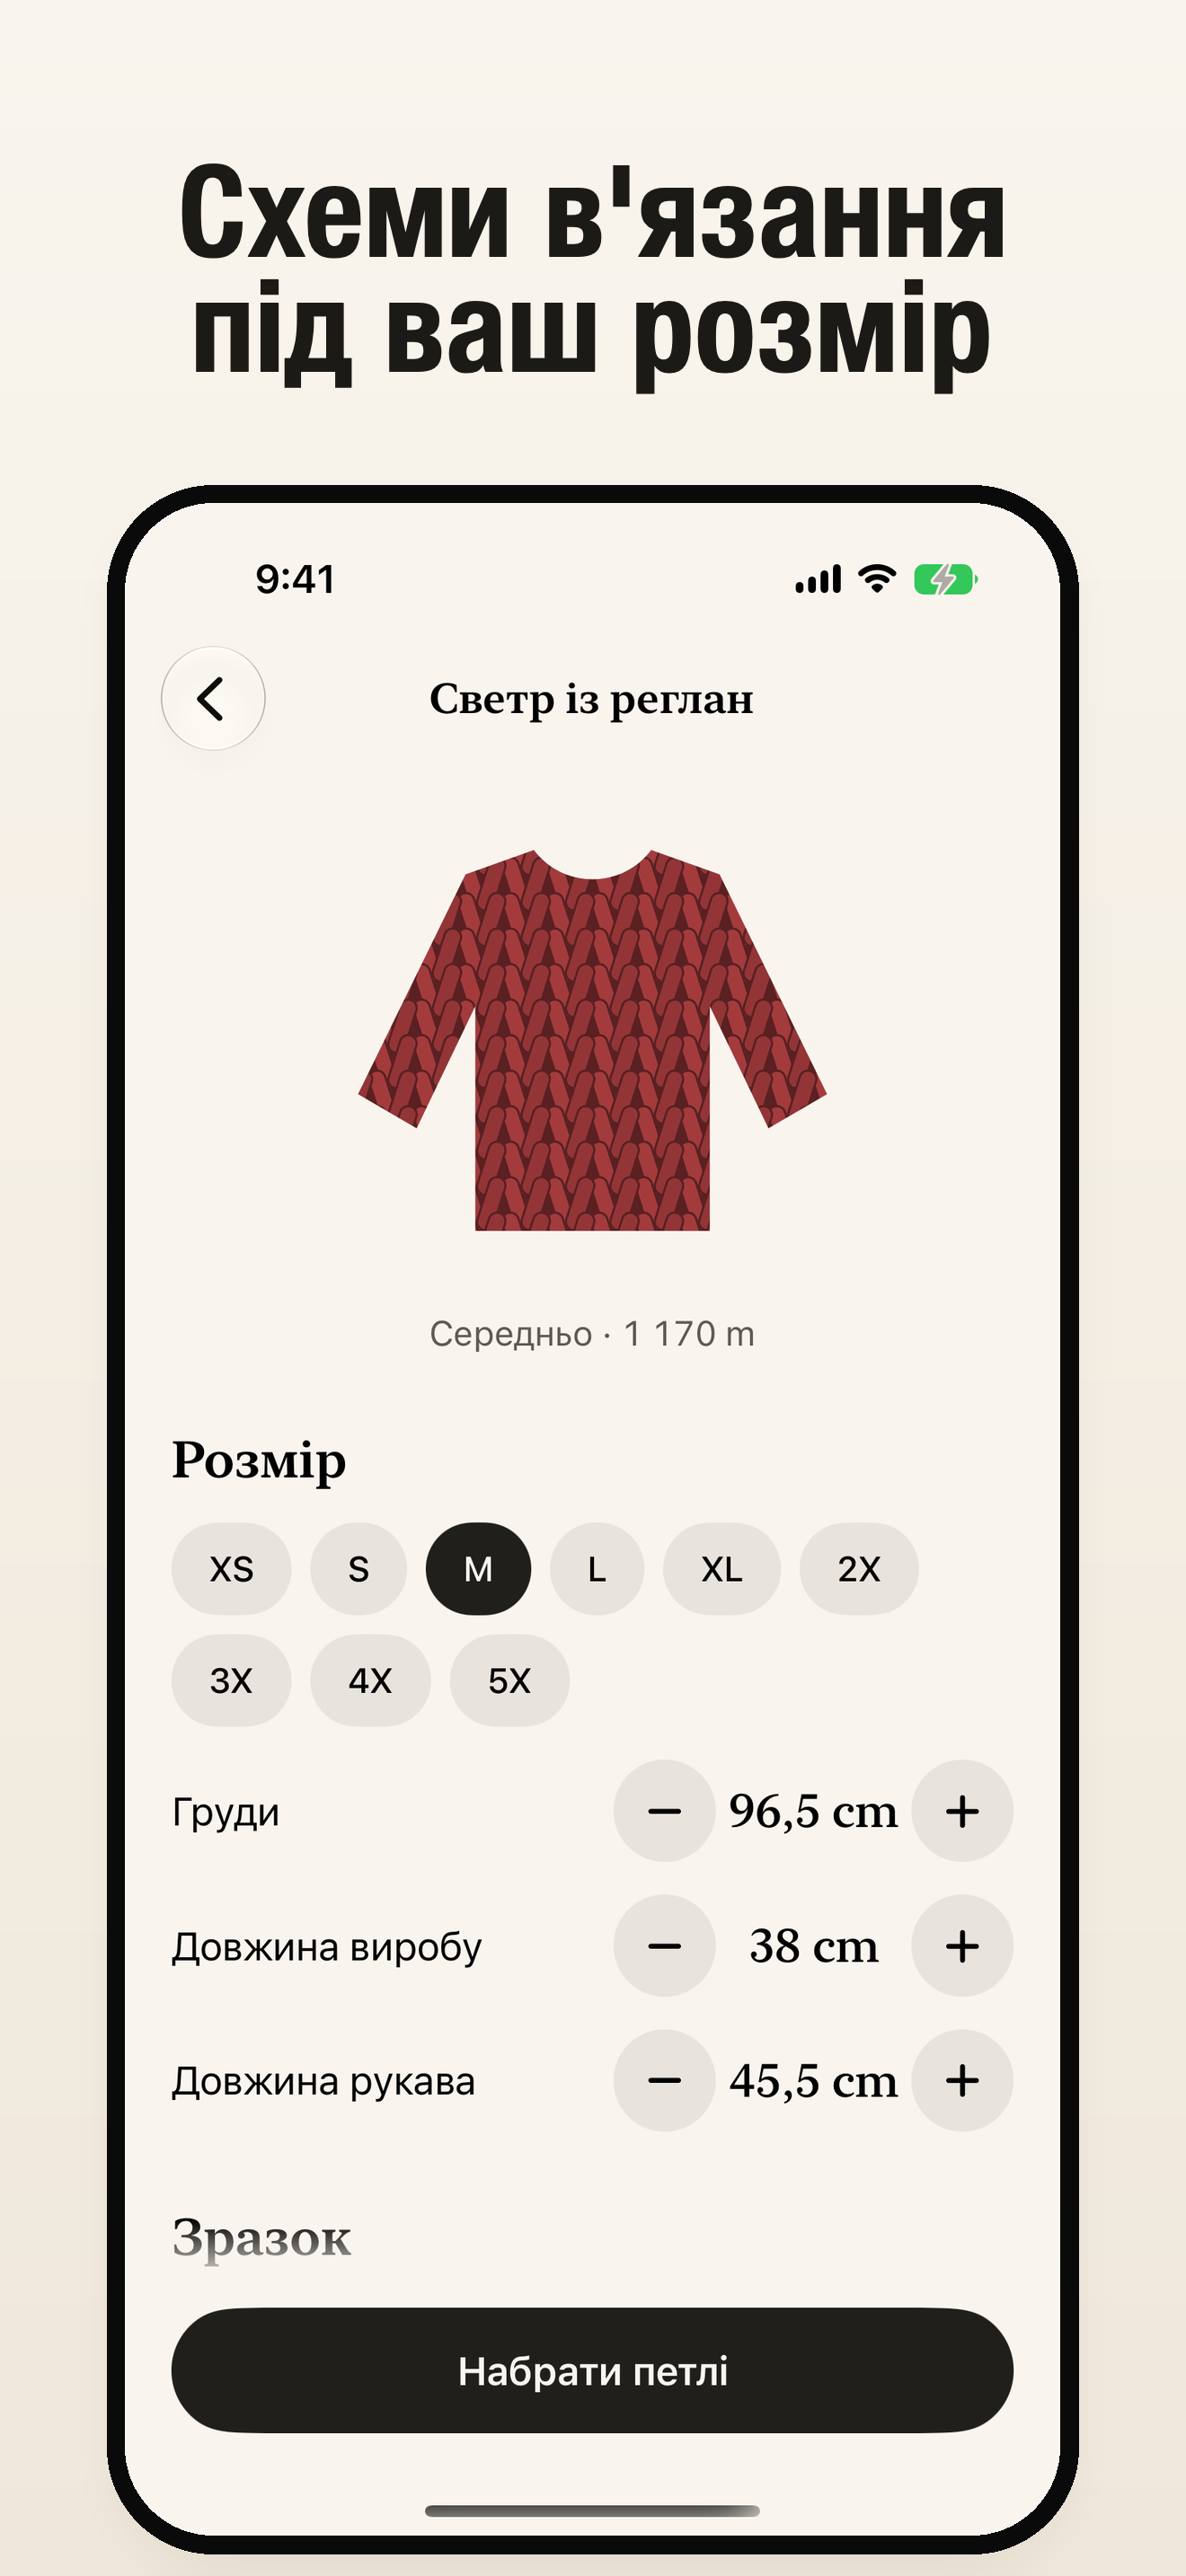 Схеми в'язання
під ваш розмір
9:41
Светр із реглан
Середньо · 1 170 m
Розмір
XS S M L XL 2X
3X 4X 5X
Груди − 96,5 cm +
Довжина виробу − 38 cm +
Довжина рукава − 45,5 cm +
Зразок
Набрати петлі